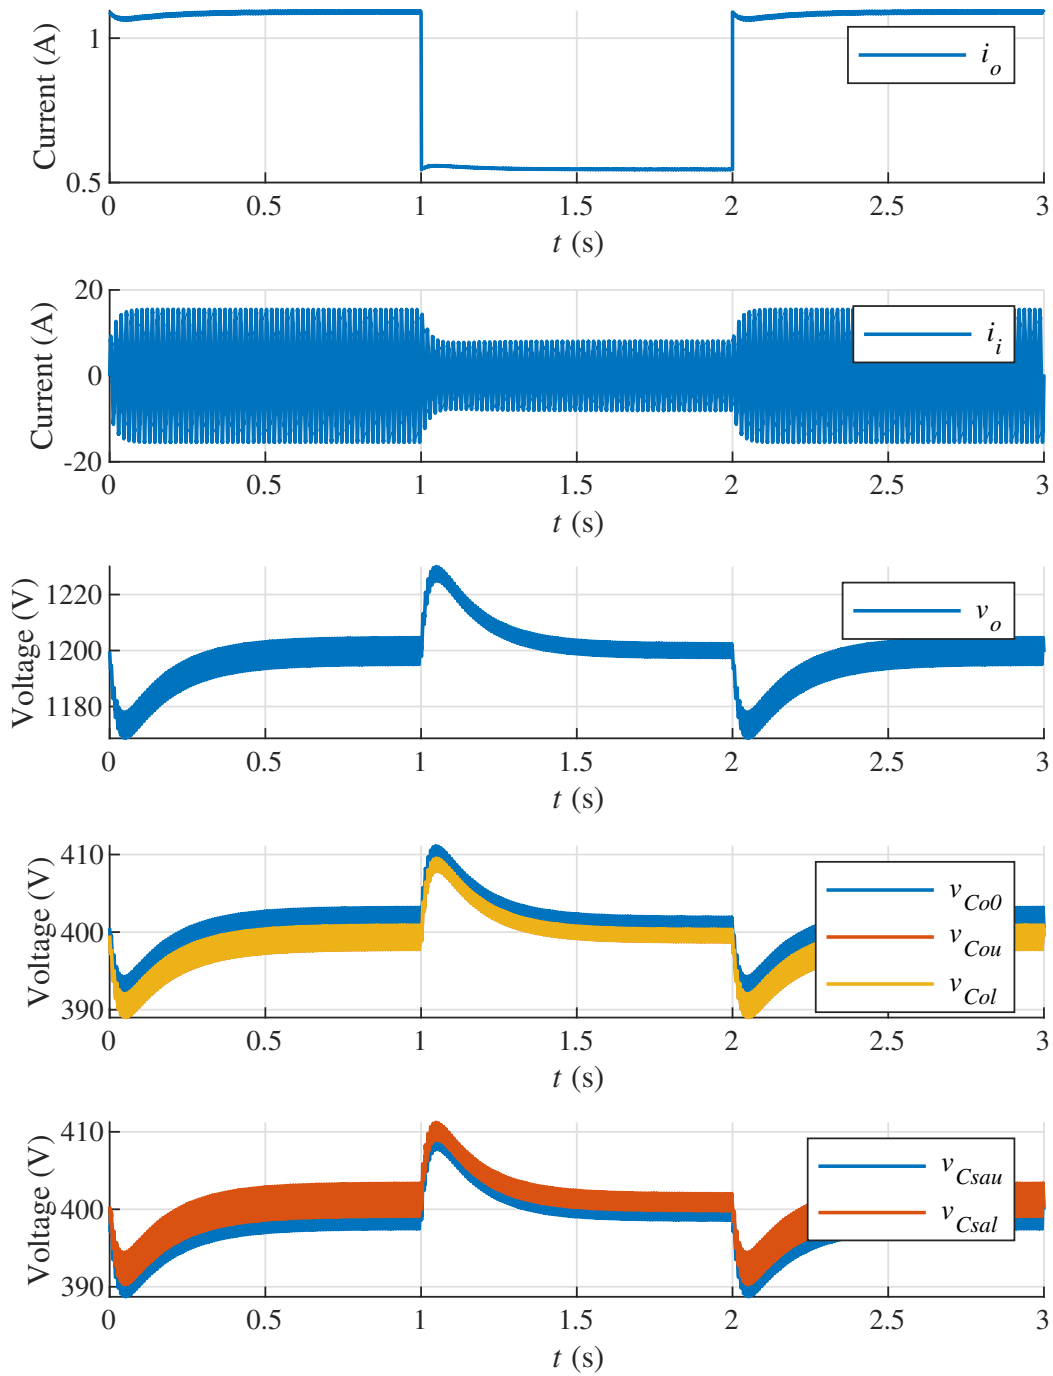 1
0.5
Current (A)
i_o
0 0.5 1 1.5 2 2.5 3
t (s)
20
0
-20
Current (A)
i_i
0 0.5 1 1.5 2 2.5 3
t (s)
1220
1200
1180
Voltage (V)
v_o
0 0.5 1 1.5 2 2.5 3
t (s)
410
400
390
Voltage (V)
v_Co0
v_Cou
v_Col
0 0.5 1 1.5 2 2.5 3
t (s)
410
400
390
Voltage (V)
v_Csau
v_Csal
0 0.5 1 1.5 2 2.5 3
t (s)